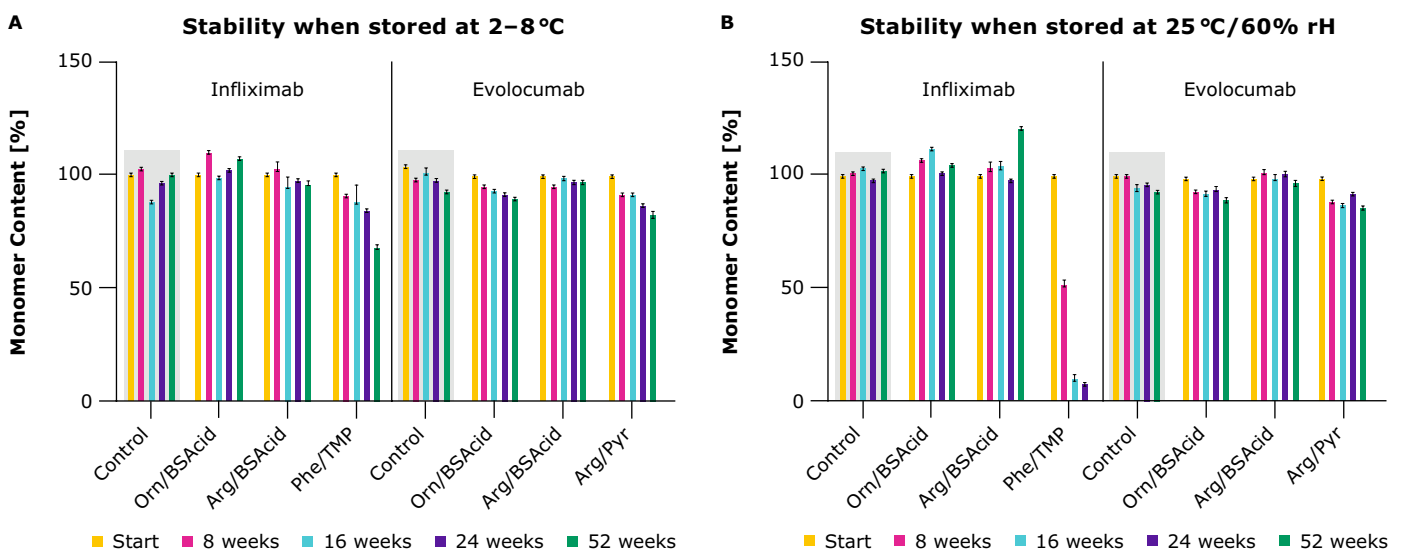 A
Stability when stored at 2–8 °C
Monomer Content [%]
150
100
50
0
Infliximab
Evolocumab
Control
Orn/BSAcid
Arg/BSAcid
Phe/TMP
Control
Orn/BSAcid
Arg/BSAcid
Arg/Pyr
Start 8 weeks 16 weeks 24 weeks 52 weeks
B
Stability when stored at 25 °C/60% rH
Monomer Content [%]
150
100
50
0
Infliximab
Evolocumab
Control
Orn/BSAcid
Arg/BSAcid
Phe/TMP
Control
Orn/BSAcid
Arg/BSAcid
Arg/Pyr
Start 8 weeks 16 weeks 24 weeks 52 weeks